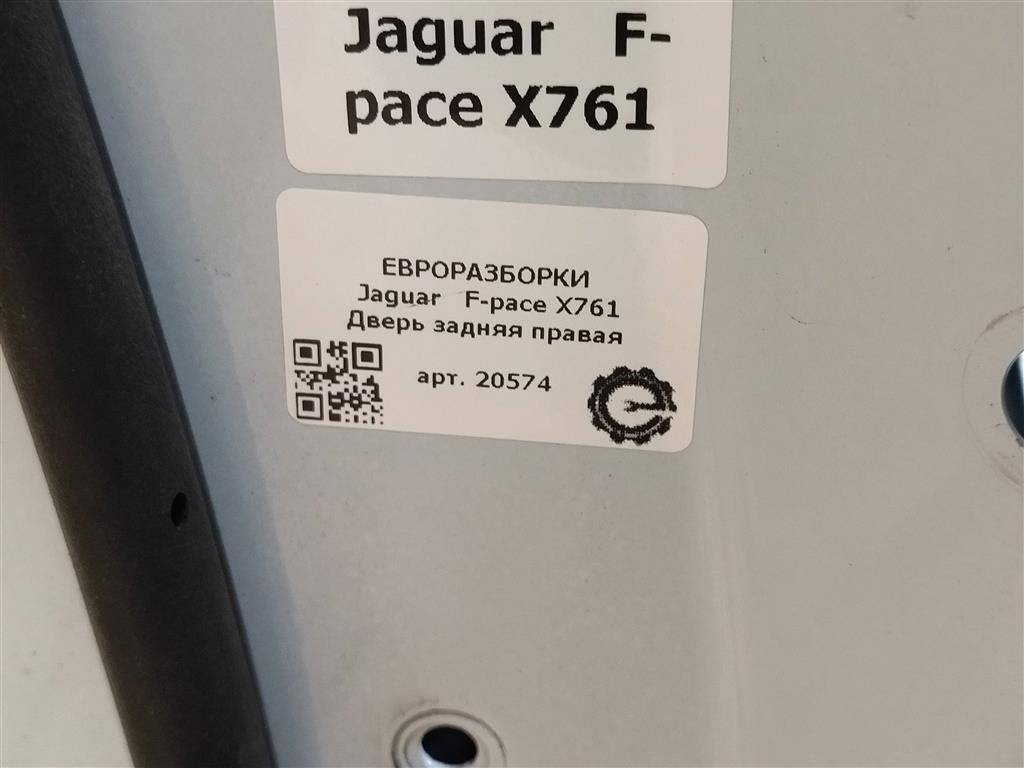 Jaguar F-
pace X761
ЕВРОРАЗБОРКИ
Jaguar F-pace X761
Дверь задняя правая
арт. 20574